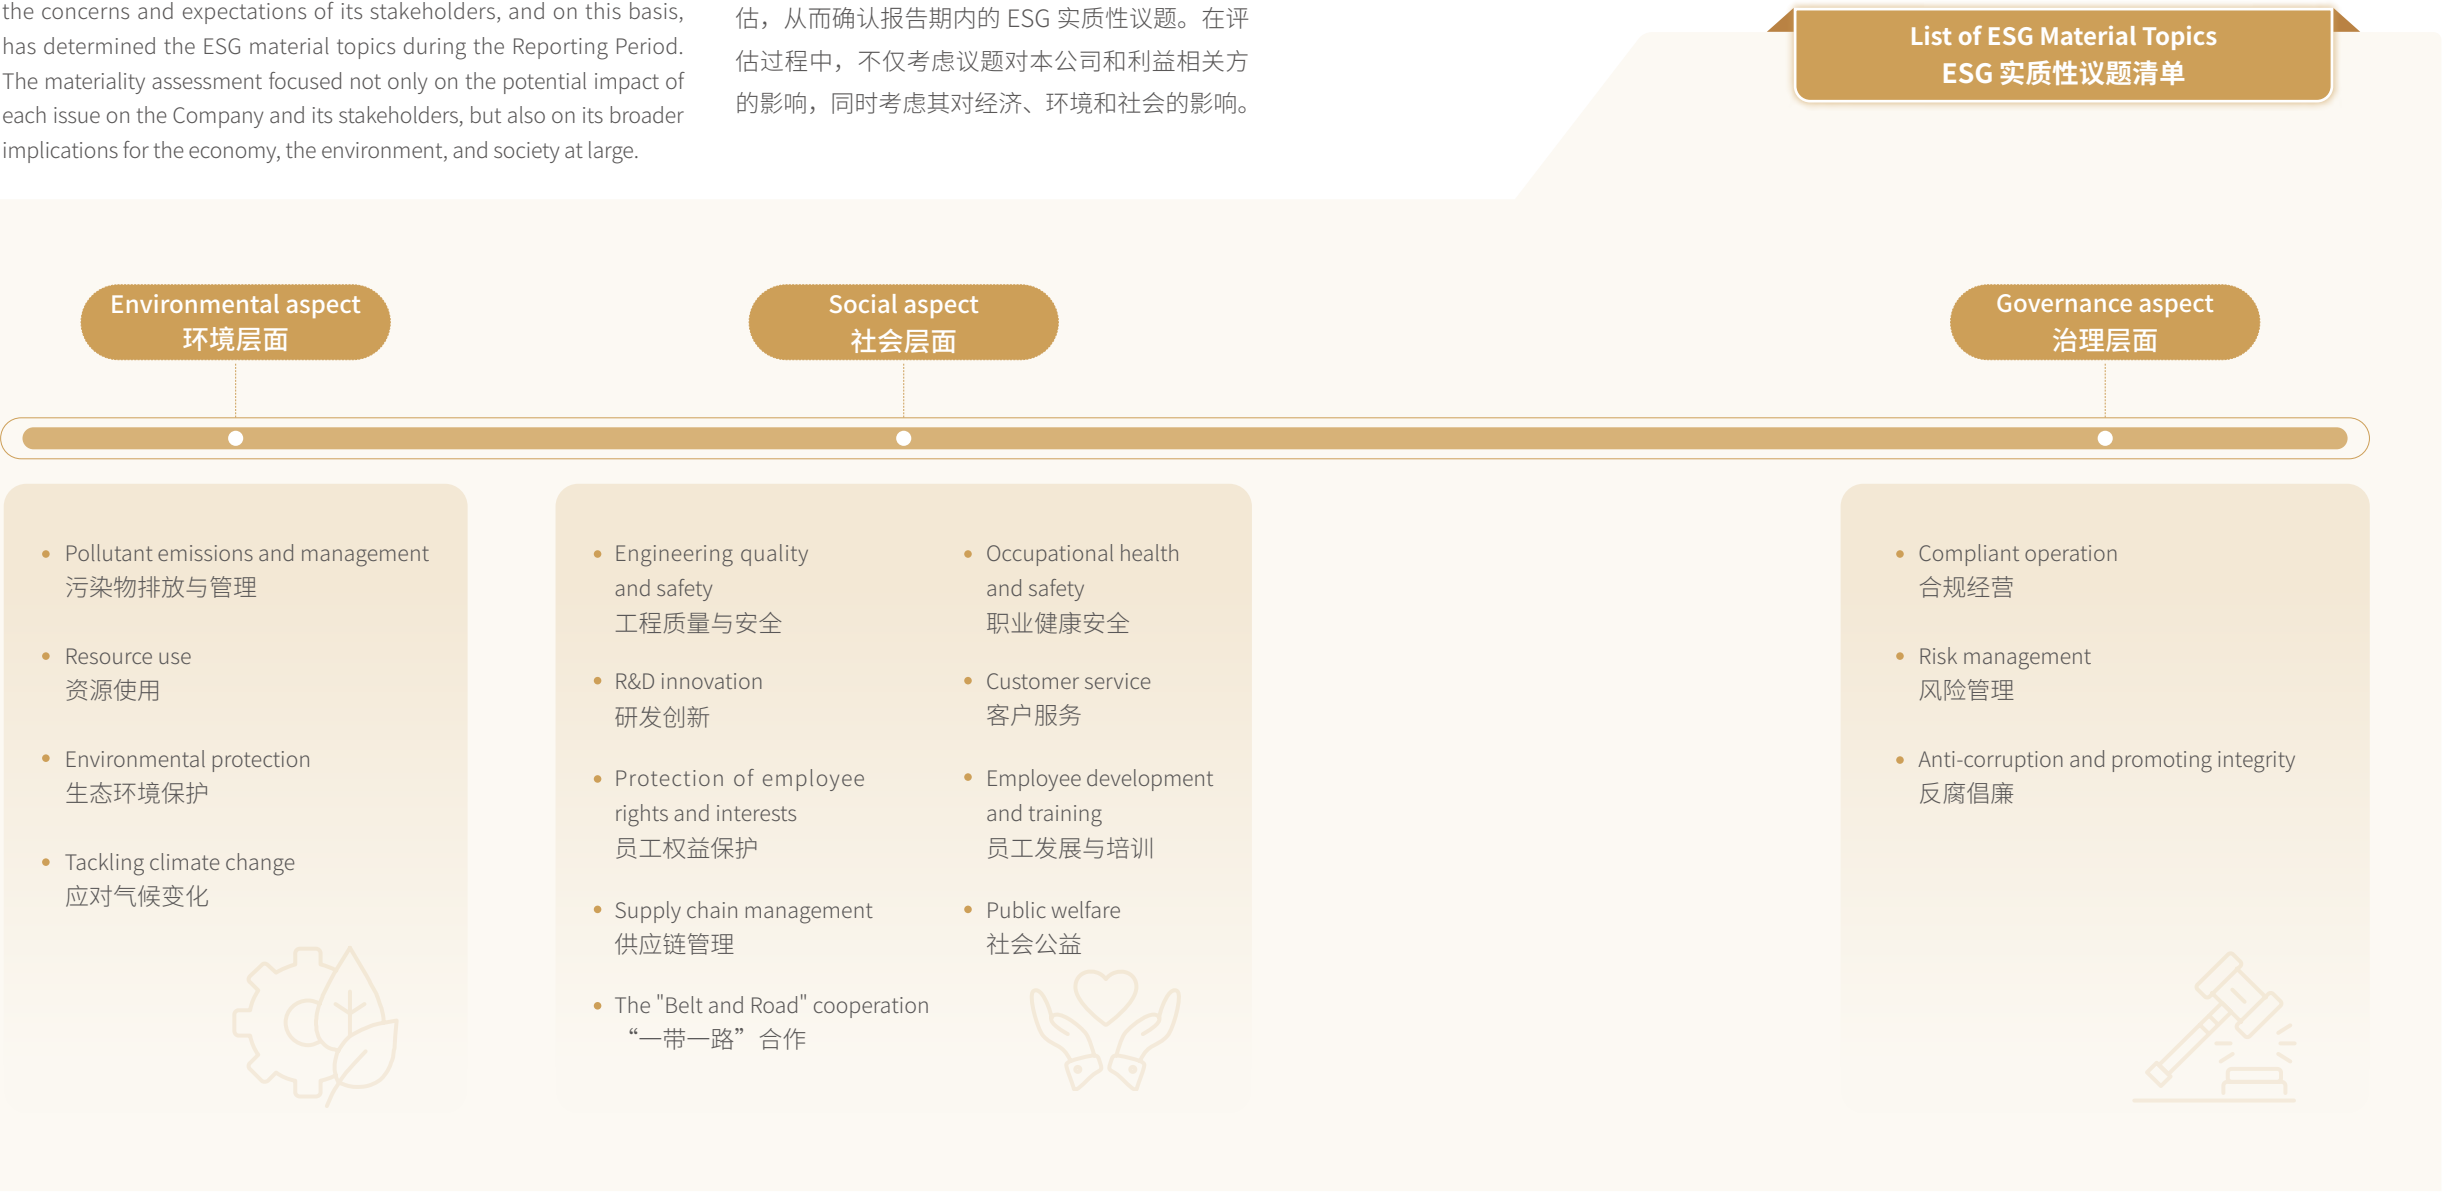 the concerns and expectations of its stakeholders, and on this basis,
has determined the ESG material topics during the Reporting Period.
The materiality assessment focused not only on the potential impact of
each issue on the Company and its stakeholders, but also on its broader
implications for the economy, the environment, and society at large.
估，从而确认报告期内的 ESG 实质性议题。在评
估过程中，不仅考虑议题对本公司和利益相关方
的影响，同时考虑其对经济、环境和社会的影响。
List of ESG Material Topics
ESG 实质性议题清单
Environmental aspect
环境层面
Pollutant emissions and management
污染物排放与管理
Resource use
资源使用
Environmental protection
生态环境保护
Tackling climate change
应对气候变化
Social aspect
社会层面
Engineering quality
and safety
工程质量与安全
R&D innovation
研发创新
Protection of employee
rights and interests
员工权益保护
Supply chain management
供应链管理
The "Belt and Road" cooperation
“一带一路”合作
Occupational health
and safety
职业健康安全
Customer service
客户服务
Employee development
and training
员工发展与培训
Public welfare
社会公益
Governance aspect
治理层面
Compliant operation
合规经营
Risk management
风险管理
Anti-corruption and promoting integrity
反腐倡廉